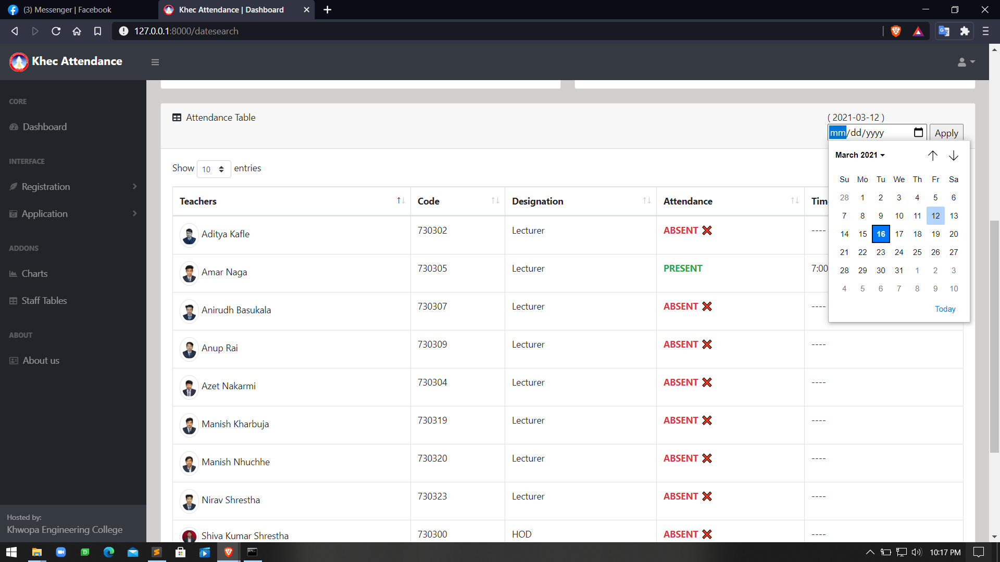 (3) Messenger | Facebook
Khec Attendance | Dashboard
127.0.0.1:8000/datesearch
Khec Attendance
CORE
Dashboard
INTERFACE
Registration
Application
ADDONS
Charts
Staff Tables
ABOUT
About us
Hosted by:
Khwopa Engineering College
Attendance Table
( 2021-03-12 )
mm/dd/yyyy Apply
Show 10 entries
Teachers Code Designation Attendance Tim
Aditya Kafle 730302 Lecturer ABSENT ❌ ----
Amar Naga 730305 Lecturer PRESENT 7:00
Anirudh Basukala 730307 Lecturer ABSENT ❌ ----
Anup Rai 730309 Lecturer ABSENT ❌ ----
Azet Nakarmi 730304 Lecturer ABSENT ❌ ----
Manish Kharbuja 730319 Lecturer ABSENT ❌ ----
Manish Nhuchhe 730320 Lecturer ABSENT ❌ ----
Nirav Shrestha 730323 Lecturer ABSENT ❌ ----
Shiva Kumar Shrestha 730300 HOD ABSENT ❌ ----
March 2021
Su Mo Tu We Th Fr Sa
28 1 2 3 4 5 6
7 8 9 10 11 12 13
14 15 16 17 18 19 20
21 22 23 24 25 26 27
28 29 30 31 1 2 3
4 5 6 7 8 9 10
Today
10:17 PM